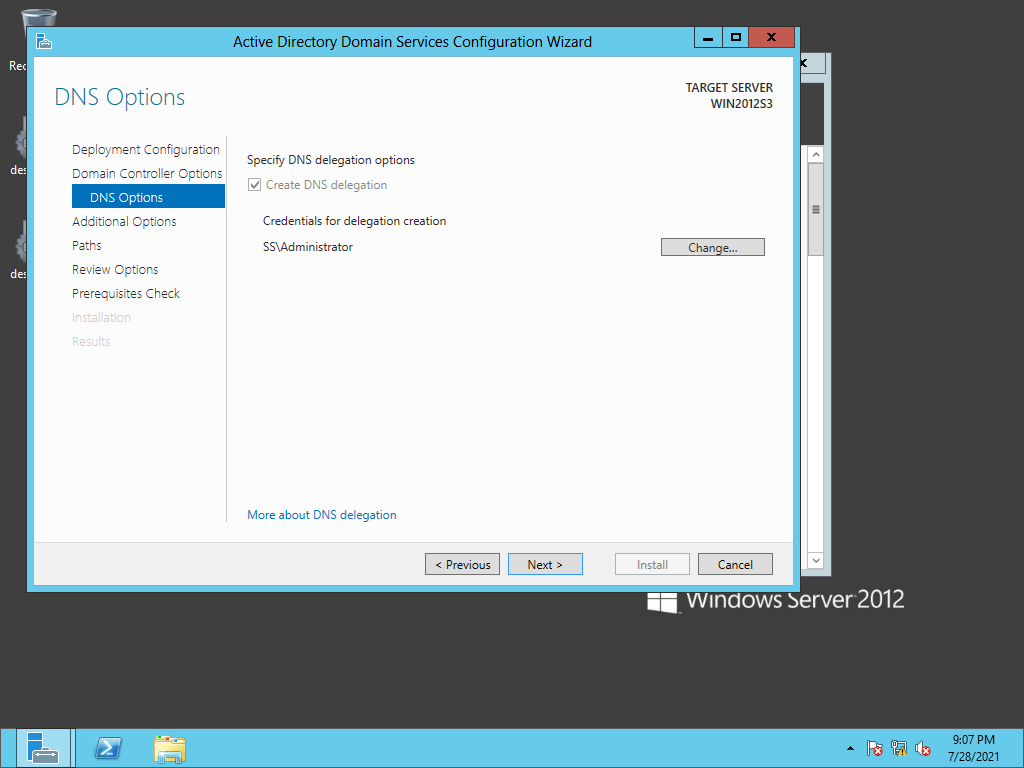 Active Directory Domain Services Configuration Wizard
DNS Options
TARGET SERVER
WIN2012S3
Deployment Configuration
Domain Controller Options
DNS Options
Additional Options
Paths
Review Options
Prerequisites Check
Installation
Results
Specify DNS delegation options
Create DNS delegation
Credentials for delegation creation
SS\Administrator
Change...
More about DNS delegation
< Previous
Next >
Install
Cancel
Rec
des
des
Windows Server 2012
9:07 PM
7/28/2021